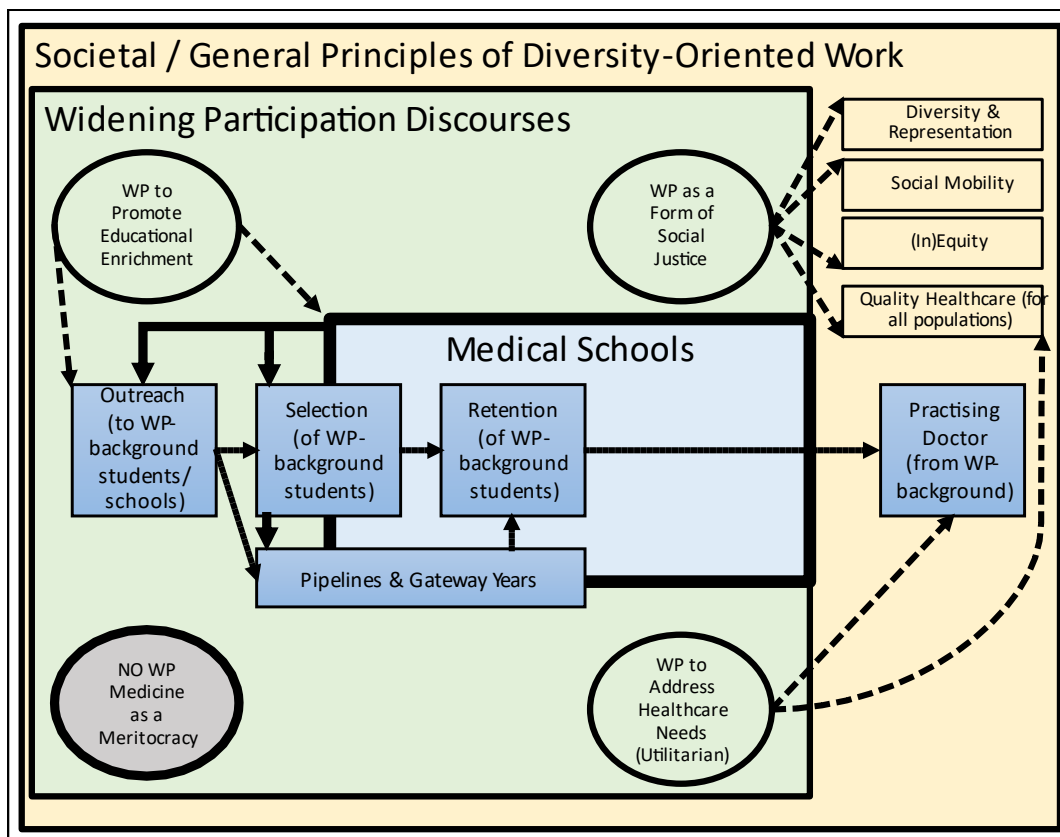 Societal / General Principles of Diversity-Oriented Work
Widening Participation Discourses
Diversity &
Representation
Social Mobility
(In)Equity
Quality Healthcare (for
all populations)
WP to
Promote
Educational
Enrichment
WP as a
Form of
Social
Justice
Medical Schools
Outreach
(to WP-
background
students/
schools)
Selection
(of WP-
background
students)
Retention
(of WP-
background
students)
Practising
Doctor
(from WP-
background)
Pipelines & Gateway Years
NO WP
Medicine
as a
Meritocracy
WP to
Address
Healthcare
Needs
(Utilitarian)